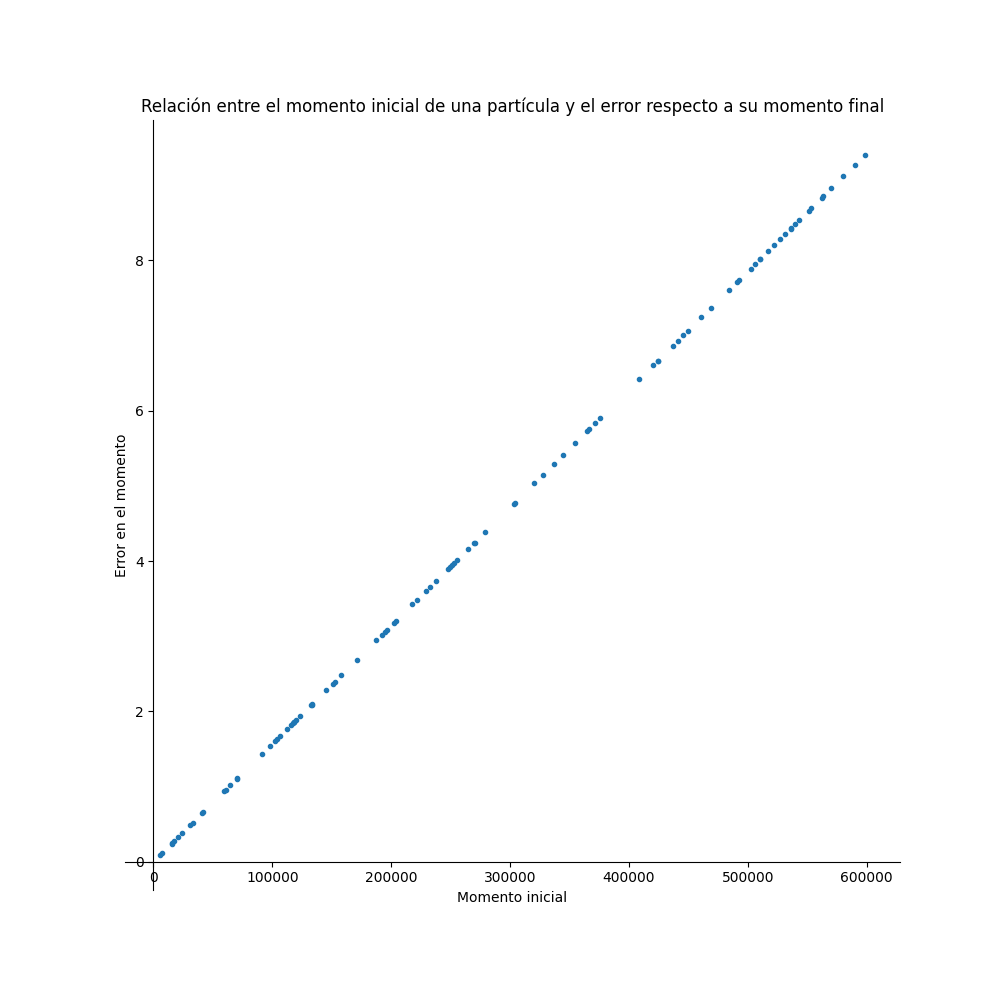 Relación entre el momento inicial de una partícula y el error respecto a su momento final
Error en el momento
8
6
4
2
0
0 100000 200000 300000 400000 500000 600000
Momento inicial